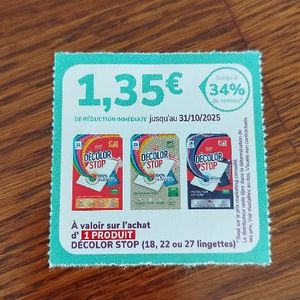 1,35€
DE RÉDUCTION IMMÉDIATE jusqu'au 31/10/2025
Jusqu'à
34%
de remise*
DÉCOLOR
STOP
DÉCOLOR
STOP
DÉCOLOR
STOP
À valoir sur l'achat
d'1 PRODUIT
DÉCOLOR STOP (18, 22 ou 27 lingettes).